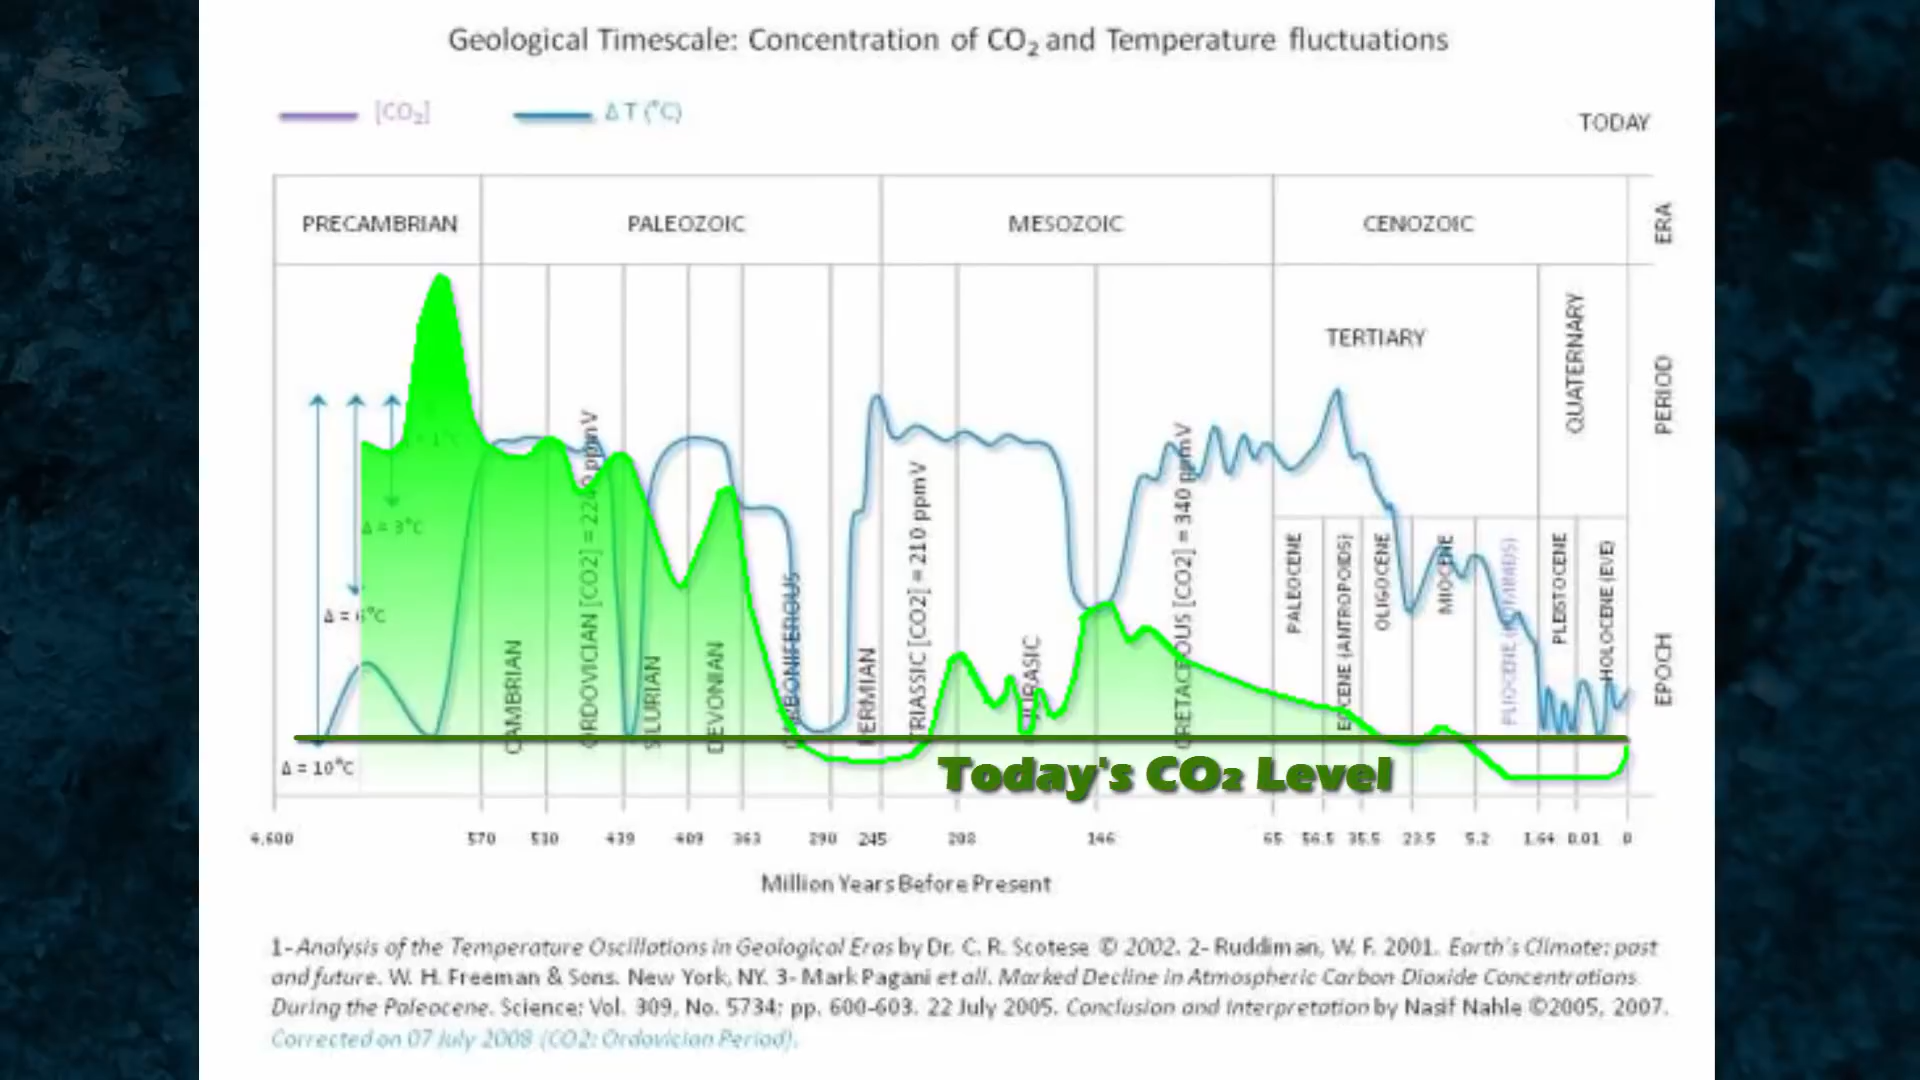 Geological Timescale: Concentration of CO₂ and Temperature fluctuations
[CO₂]
Δ T (°C)
TODAY
PRECAMBRIAN
PALEOZOIC
MESOZOIC
CENOZOIC
ERA
TERTIARY
QUATERNARY
PERIOD
Δ = 3°C
Δ = 10°C
CAMBRIAN
ORDOVICIAN [CO2] = 2240 ppmV
SILURIAN
DEVONIAN
CARBONIFEROUS
PERMIAN
TRIASSIC [CO2] = 210 ppmV
JURASIC
CRETACEOUS [CO2] = 340 ppmV
PALEOCENE
EOCENE (ANTROPOIDS)
OLIGOCENE
MIOCENE
PLIOCENE (HOMINIDS)
PLEISTOCENE
HOLOCENE (EVE)
EPOCH
Today's CO₂ Level
4,600 570 510 439 409 363 290 245 208 146 65 56.5 35.5 23.5 5.2 1.64 0.01 0
Million Years Before Present
1- Analysis of the Temperature Oscillations in Geological Eras by Dr. C. R. Scotese © 2002. 2- Ruddiman, W. F. 2001. Earth's Climate: past
and future. W. H. Freeman & Sons. New York, NY. 3- Mark Pagani et all. Marked Decline in Atmospheric Carbon Dioxide Concentrations
During the Paleocene. Science; Vol. 309, No. 5734; pp. 600-603. 22 July 2005. Conclusion and Interpretation by Nasif Nahle ©2005, 2007.
Corrected on 07 July 2008 (CO2: Ordovician Period).